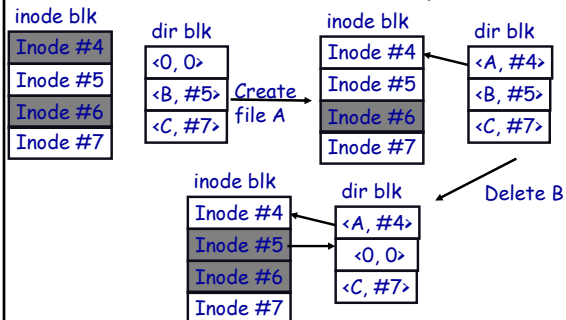 inode blk
Inode #4
Inode #5
Inode #6
Inode #7
dir blk
<0, 0>
<B, #5>
<C, #7>
Create
file A
inode blk
Inode #4
Inode #5
Inode #6
Inode #7
dir blk
<A, #4>
<B, #5>
<C, #7>
Delete B
inode blk
Inode #4
Inode #5
Inode #6
Inode #7
dir blk
<A, #4>
<0, 0>
<C, #7>